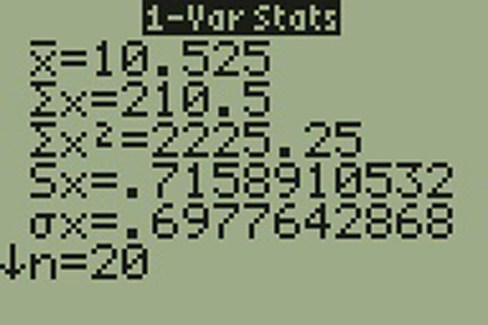 1-Var Stats
x̅=10.525
Σx=210.5
Σx²=2225.25
Sx=.7158910532
σx=.6977642868
↓n=20